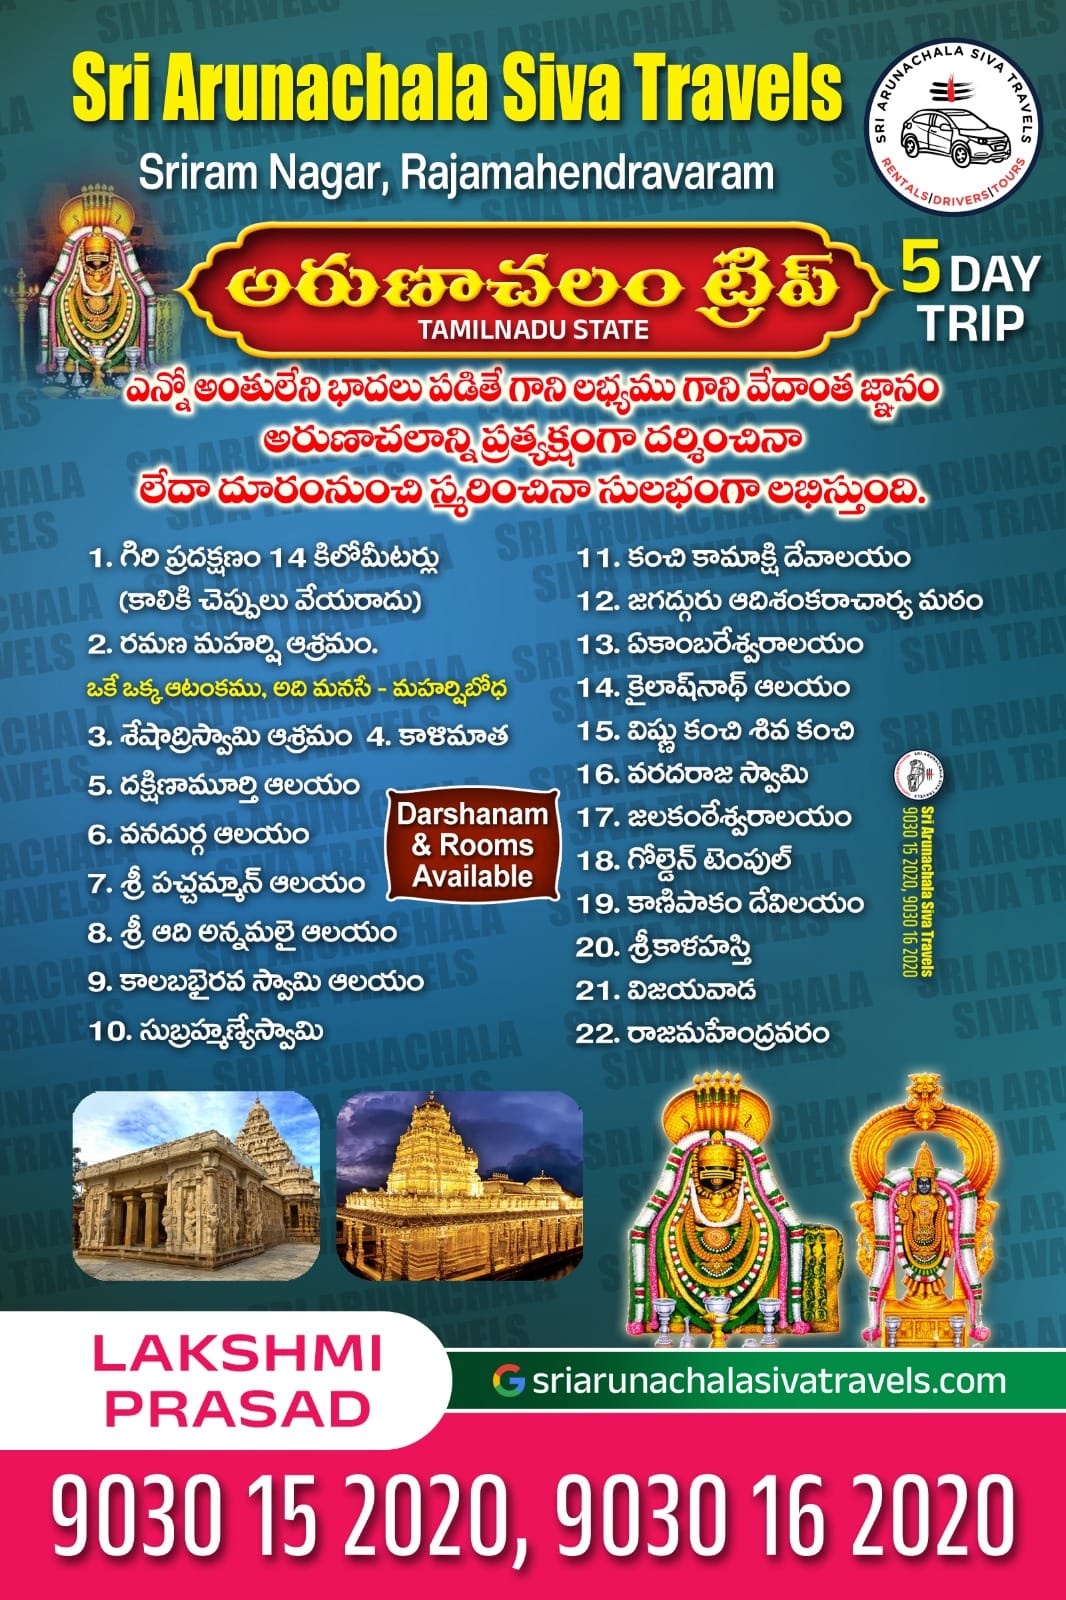 Sri Arunachala Siva Travels
Sriram Nagar, Rajamahendravaram
SRI ARUNACHALA SIVA TRAVELS
RENTALS|DRIVERS|TOURS
అరుణాచలం ట్రిప్
TAMILNADU STATE
5 DAY
TRIP
ఎన్నో అంతులేని భాదలు పడితే గాని లభ్యము గాని వేదాంత జ్ఞానం
అరుణాచలాన్ని ప్రత్యక్షంగా దర్శించినా
లేదా దూరంనుంచి స్మరించినా సులభంగా లభిస్తుంది.
1. గిరి ప్రదక్షణం 14 కిలోమీటర్లు
(కాలికి చెప్పులు వేయరాదు)
2. రమణ మహర్షి ఆశ్రమం.
ఒకే ఒక్క ఆటంకము, అది మనసే - మహర్షిబోధ
3. శేషాద్రిస్వామి ఆశ్రమం 4. కాళిమాత
5. దక్షిణామూర్తి ఆలయం
6. వనదుర్గ ఆలయం
7. శ్రీ పచ్చమ్మాన్ ఆలయం
8. శ్రీ ఆది అన్నమలై ఆలయం
9. కాలబభైరవ స్వామి ఆలయం
10. సుబ్రహ్మణ్యేస్వామి
Darshanam
& Rooms
Available
11. కంచి కామాక్షి దేవాలయం
12. జగద్గురు ఆదిశంకరాచార్య మఠం
13. ఏకాంబరేశ్వరాలయం
14. కైలాష్‌నాథ్ ఆలయం
15. విష్ణు కంచి శివ కంచి
16. వరదరాజ స్వామి
17. జలకంఠేశ్వరాలయం
18. గోల్డెన్ టెంపుల్
19. కాణిపాకం దేవిలయం
20. శ్రీకాళహస్తి
21. విజయవాడ
22. రాజమహేంద్రవరం
Sri Arunachala Siva Travels
9030 15 2020, 9030 16 2020
LAKSHMI
PRASAD
sriarunachalasivatravels.com
9030 15 2020, 9030 16 2020